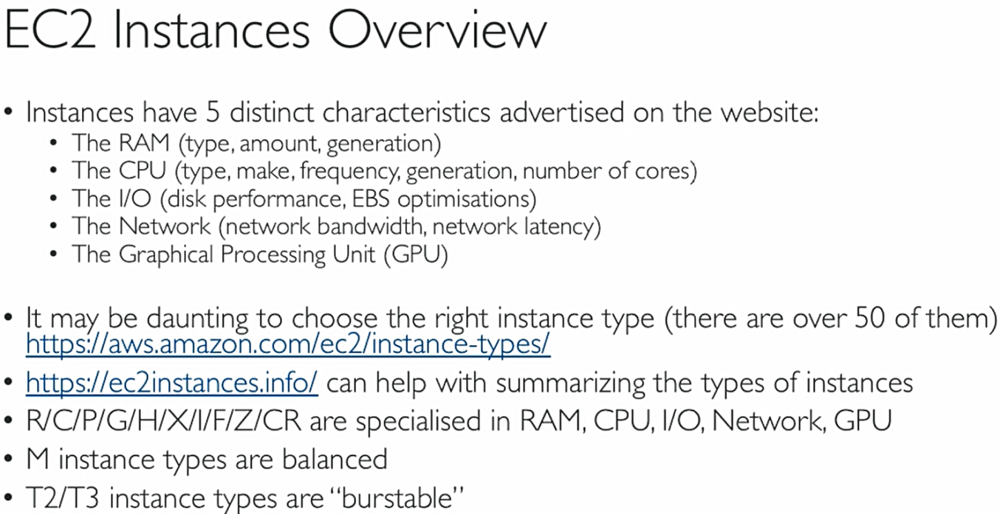 EC2 Instances Overview
• Instances have 5 distinct characteristics advertised on the website:
• The RAM (type, amount, generation)
• The CPU (type, make, frequency, generation, number of cores)
• The I/O (disk performance, EBS optimisations)
• The Network (network bandwidth, network latency)
• The Graphical Processing Unit (GPU)
• It may be daunting to choose the right instance type (there are over 50 of them)
https://aws.amazon.com/ec2/instance-types/
• https://ec2instances.info/ can help with summarizing the types of instances
• R/C/P/G/H/X/I/F/Z/CR are specialised in RAM, CPU, I/O, Network, GPU
• M instance types are balanced
• T2/T3 instance types are “burstable”